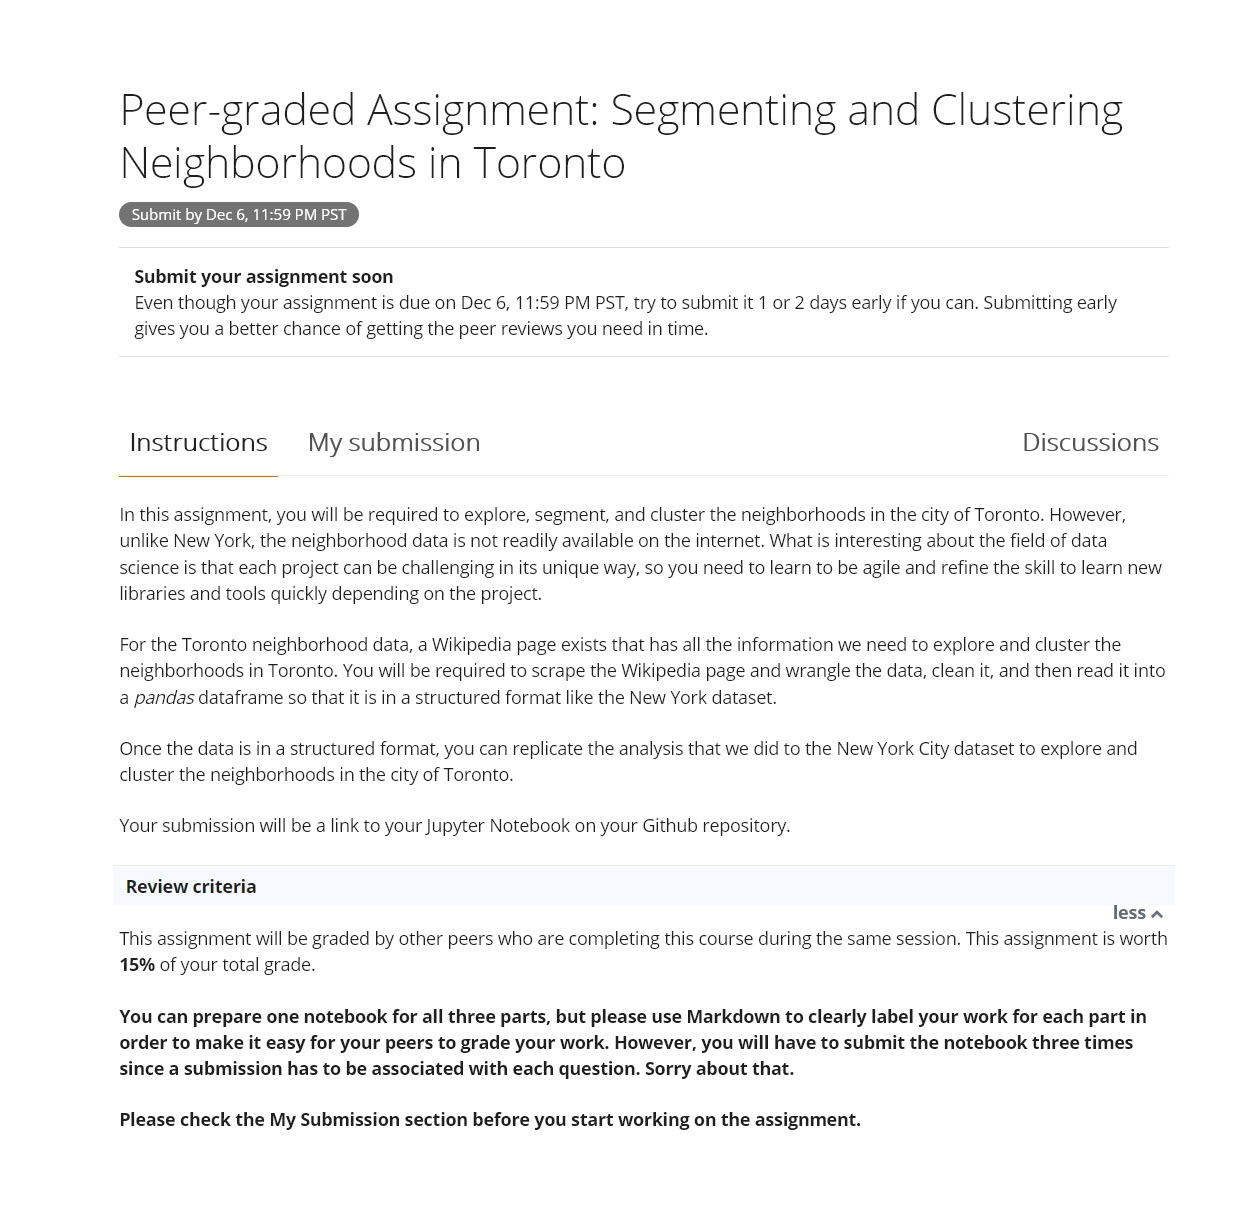 Peer-graded Assignment: Segmenting and Clustering
Neighborhoods in Toronto
Submit by Dec 6, 11:59 PM PST
Submit your assignment soon
Even though your assignment is due on Dec 6, 11:59 PM PST, try to submit it 1 or 2 days early if you can. Submitting early
gives you a better chance of getting the peer reviews you need in time.
Instructions My submission Discussions
In this assignment, you will be required to explore, segment, and cluster the neighborhoods in the city of Toronto. However,
unlike New York, the neighborhood data is not readily available on the internet. What is interesting about the field of data
science is that each project can be challenging in its unique way, so you need to learn to be agile and refine the skill to learn new
libraries and tools quickly depending on the project.
For the Toronto neighborhood data, a Wikipedia page exists that has all the information we need to explore and cluster the
neighborhoods in Toronto. You will be required to scrape the Wikipedia page and wrangle the data, clean it, and then read it into
a pandas dataframe so that it is in a structured format like the New York dataset.
Once the data is in a structured format, you can replicate the analysis that we did to the New York City dataset to explore and
cluster the neighborhoods in the city of Toronto.
Your submission will be a link to your Jupyter Notebook on your Github repository.
Review criteria
less
This assignment will be graded by other peers who are completing this course during the same session. This assignment is worth
15% of your total grade.
You can prepare one notebook for all three parts, but please use Markdown to clearly label your work for each part in
order to make it easy for your peers to grade your work. However, you will have to submit the notebook three times
since a submission has to be associated with each question. Sorry about that.
Please check the My Submission section before you start working on the assignment.